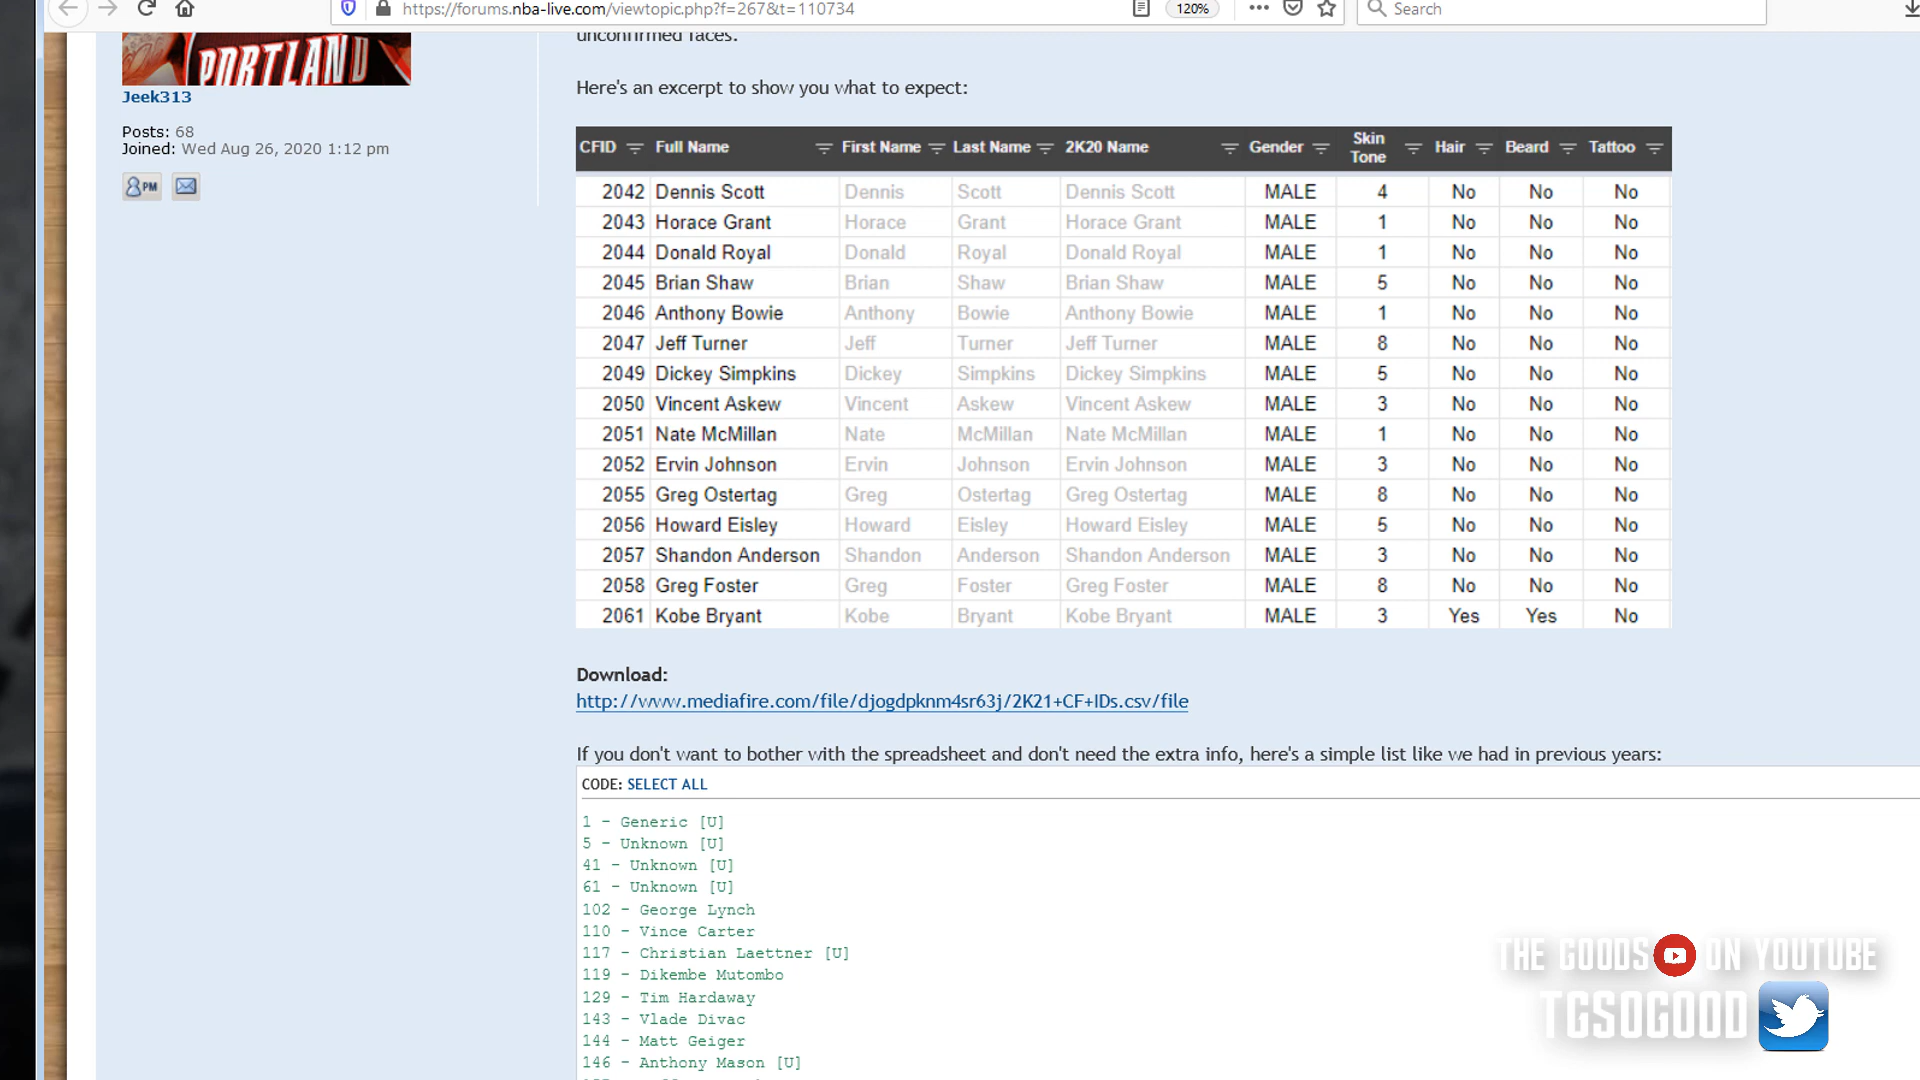 https://forums.nba-live.com/viewtopic.php?f=267&t=110734
120%
Search
PORTLAND
Jeek313
Posts: 68
Joined: Wed Aug 26, 2020 1:12 pm
PM
unconfirmed faces.
Here's an excerpt to show you what to expect:
CFID Full Name First Name Last Name 2K20 Name Gender Skin Tone Hair Beard Tattoo
2042 Dennis Scott Dennis Scott Dennis Scott MALE 4 No No No
2043 Horace Grant Horace Grant Horace Grant MALE 1 No No No
2044 Donald Royal Donald Royal Donald Royal MALE 1 No No No
2045 Brian Shaw Brian Shaw Brian Shaw MALE 5 No No No
2046 Anthony Bowie Anthony Bowie Anthony Bowie MALE 1 No No No
2047 Jeff Turner Jeff Turner Jeff Turner MALE 8 No No No
2049 Dickey Simpkins Dickey Simpkins Dickey Simpkins MALE 5 No No No
2050 Vincent Askew Vincent Askew Vincent Askew MALE 3 No No No
2051 Nate McMillan Nate McMillan Nate McMillan MALE 1 No No No
2052 Ervin Johnson Ervin Johnson Ervin Johnson MALE 3 No No No
2055 Greg Ostertag Greg Ostertag Greg Ostertag MALE 8 No No No
2056 Howard Eisley Howard Eisley Howard Eisley MALE 5 No No No
2057 Shandon Anderson Shandon Anderson Shandon Anderson MALE 3 No No No
2058 Greg Foster Greg Foster Greg Foster MALE 8 No No No
2061 Kobe Bryant Kobe Bryant Kobe Bryant MALE 3 Yes Yes No
Download:
http://www.mediafire.com/file/djogdpknm4sr63j/2K21+CF+IDs.csv/file
If you don't want to bother with the spreadsheet and don't need the extra info, here's a simple list like we had in previous years:
CODE: SELECT ALL
1 - Generic [U]
5 - Unknown [U]
41 - Unknown [U]
61 - Unknown [U]
102 - George Lynch
110 - Vince Carter
117 - Christian Laettner [U]
119 - Dikembe Mutombo
129 - Tim Hardaway
143 - Vlade Divac
144 - Matt Geiger
146 - Anthony Mason [U]
THE GOODS ON YOUTUBE
TGSOGOOD